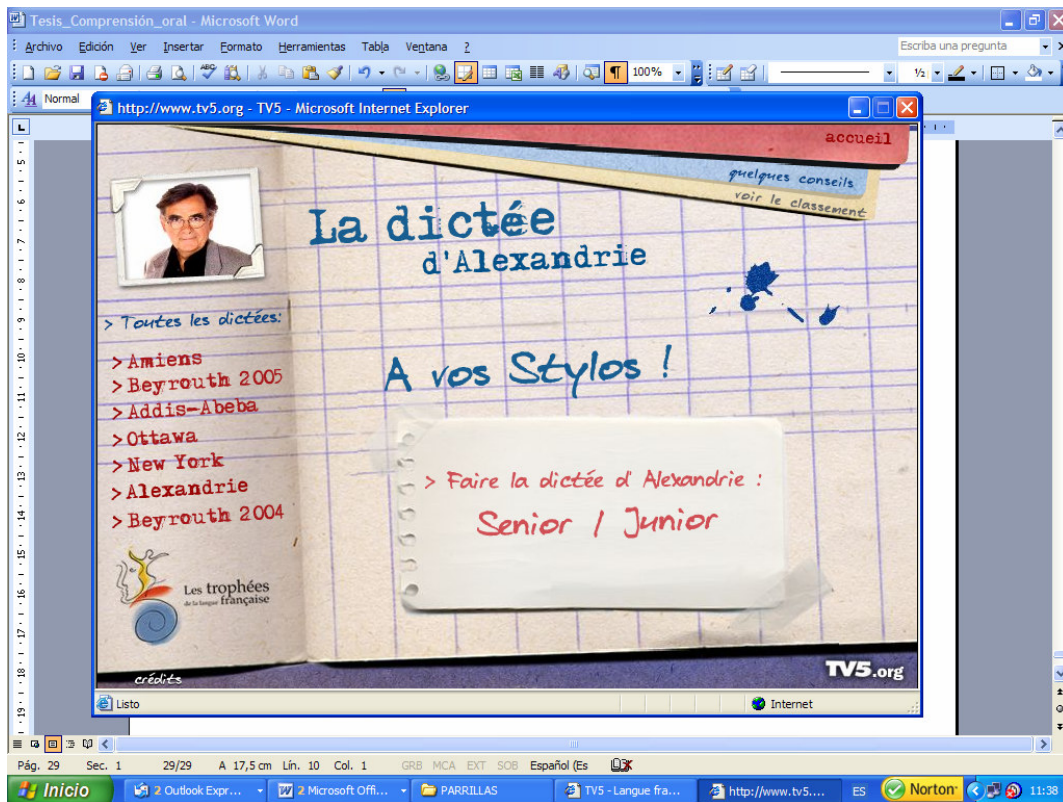 Tesis_Comprensión_oral - Microsoft Word
Archivo Edición Ver Insertar Formato Herramientas Tabla Ventana ?
Escriba una pregunta
100%
Normal
http://www.tv5.org - TV5 - Microsoft Internet Explorer
accueil
quelques conseils
voir le classement
La dictée
d'Alexandrie
> Toutes les dictées:
> Amiens
> Beyrouth 2005
> Addis-Abeba
> Ottawa
> New York
> Alexandrie
> Beyrouth 2004
A vos Stylos !
> Faire la dictée d'Alexandrie :
Senior / Junior
Les trophées
de la langue française
crédits
TV5.org
Listo
Internet
Pág. 29 Sec. 1 29/29 A 17,5 cm Lín. 10 Col. 1 GRB MCA EXT SOB Español (Es
Inicio
2 Outlook Expr...
2 Microsoft Offi...
PARRILLAS
TV5 - Langue fra...
http://www.tv5....
ES
Norton
11:38